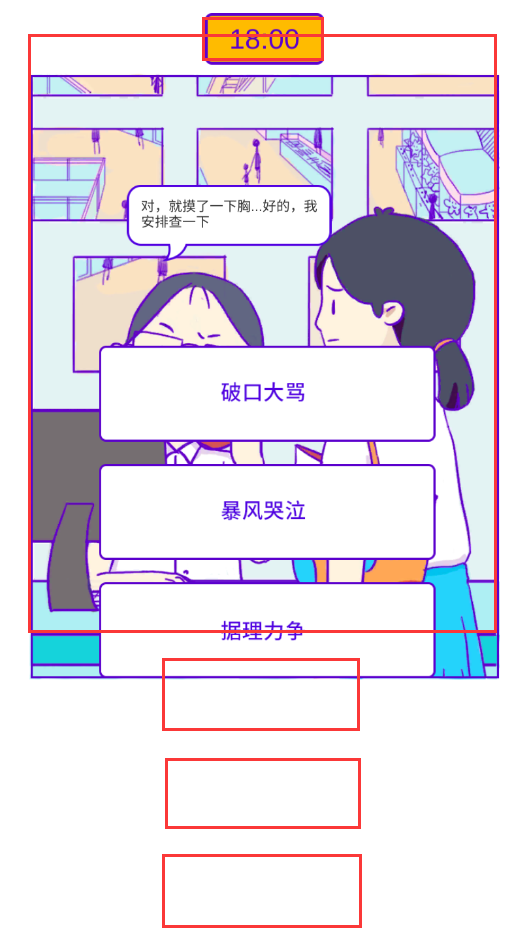 18.00
对，就摸了一下胸...好的，我
安排查一下
破口大骂
暴风哭泣
据理力争